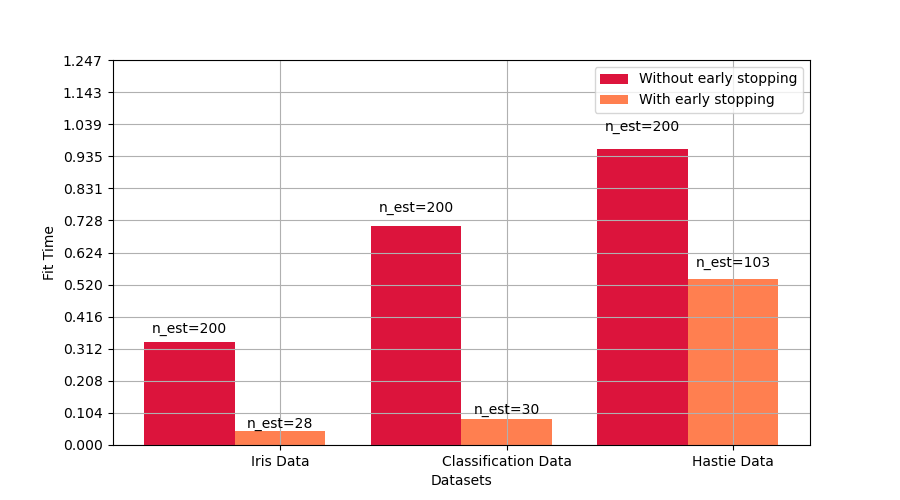 1.247
1.143
1.039
0.935
0.831
0.728
0.624
0.520
0.416
0.312
0.208
0.104
0.000
Fit Time
Without early stopping
With early stopping
n_est=200
n_est=200
n_est=103
n_est=200
n_est=30
n_est=28
Iris Data
Classification Data
Hastie Data
Datasets